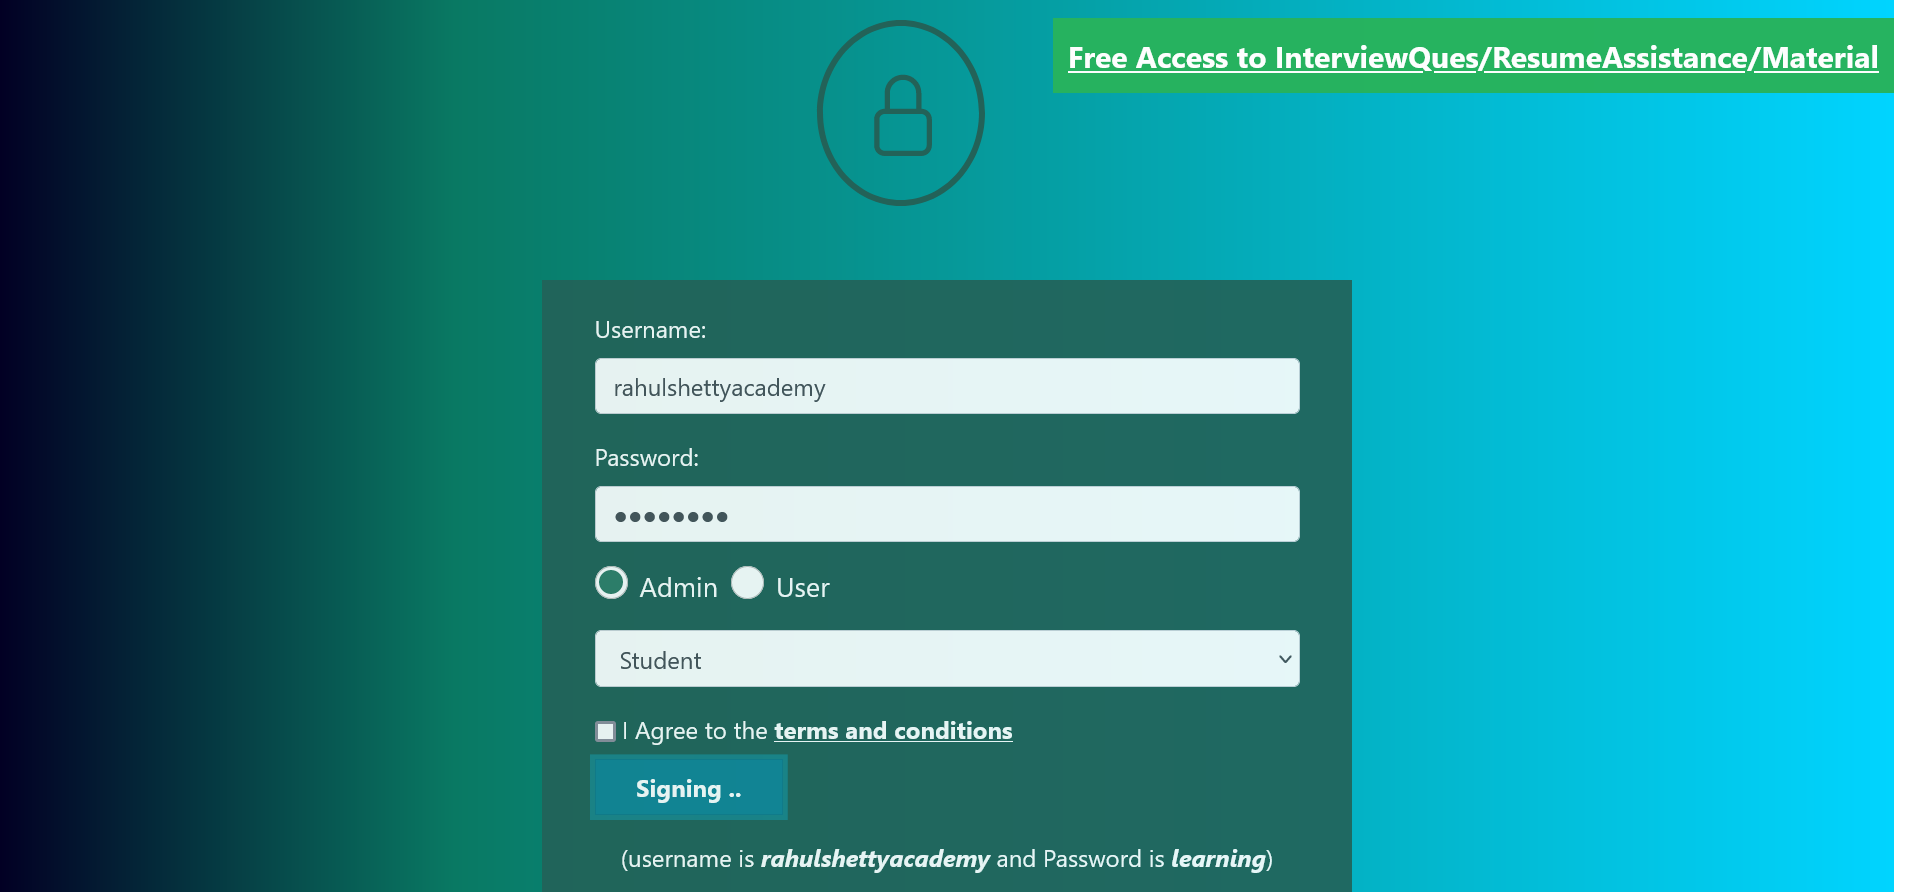 Free Access to InterviewQues/ResumeAssistance/Material
Username:
rahulshettyacademy
Password:
••••••••
Admin User
Student
I Agree to the terms and conditions
Signing ..
(username is rahulshettyacademy and Password is learning)